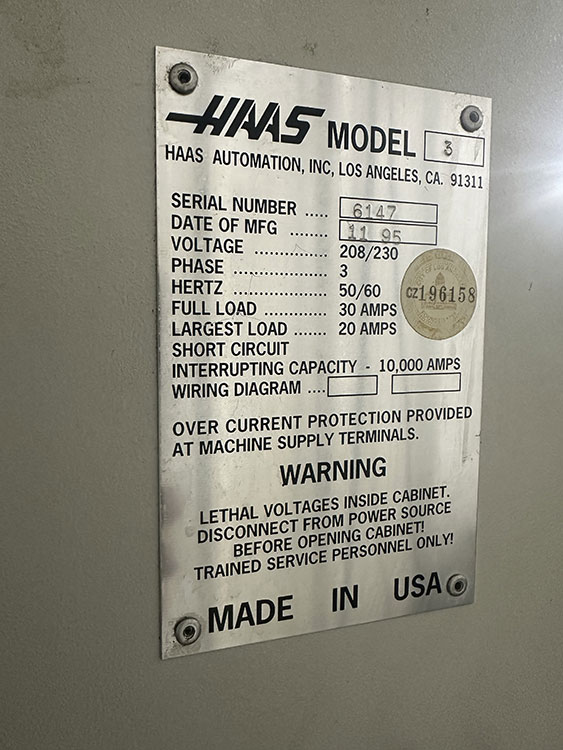 HAAS MODEL 3
HAAS AUTOMATION, INC, LOS ANGELES, CA. 91311
SERIAL NUMBER ..... 6147
DATE OF MFG ........ 11 95
VOLTAGE ............... 208/230
PHASE ................... 3
HERTZ ................... 50/60
FULL LOAD ............ 30 AMPS
LARGEST LOAD ....... 20 AMPS
SHORT CIRCUIT
INTERRUPTING CAPACITY - 10,000 AMPS
WIRING DIAGRAM ....
CZ196158
OVER CURRENT PROTECTION PROVIDED
AT MACHINE SUPPLY TERMINALS.
WARNING
LETHAL VOLTAGES INSIDE CABINET.
DISCONNECT FROM POWER SOURCE
BEFORE OPENING CABINET!
TRAINED SERVICE PERSONNEL ONLY!
MADE IN USA